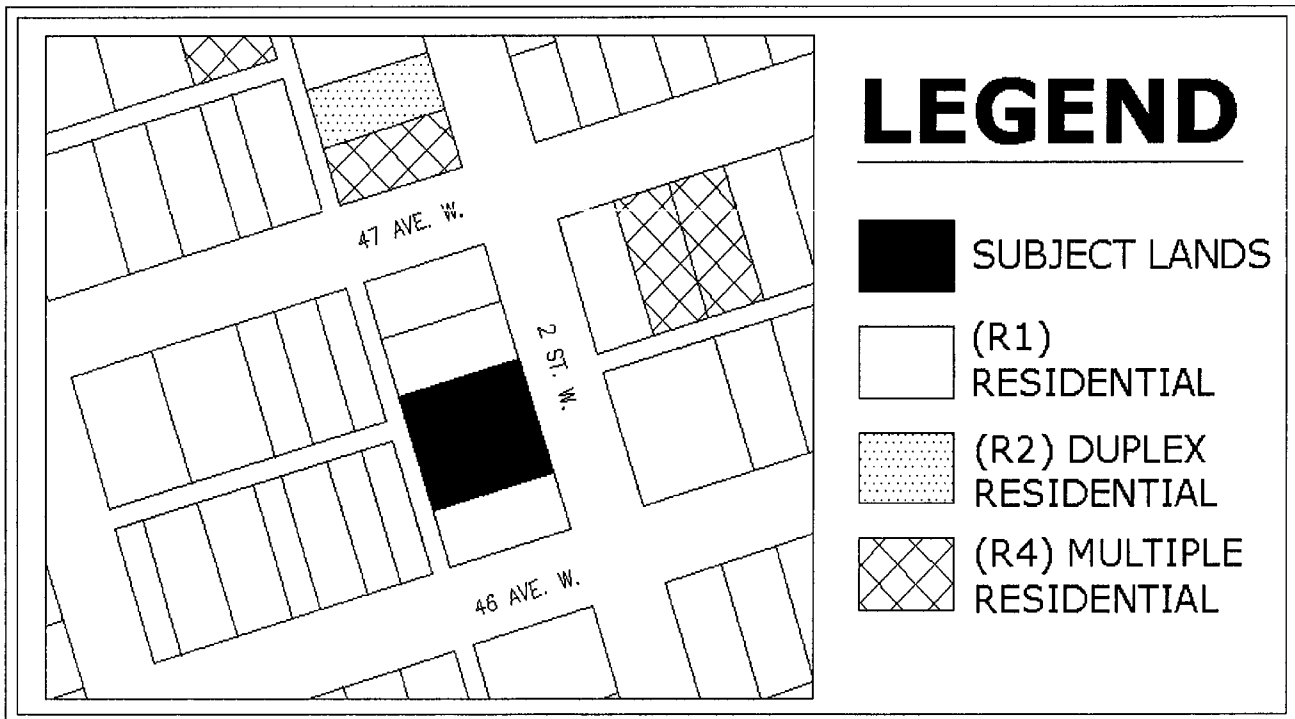 47 AVE. W.
2 ST. W.
46 AVE. W.
LEGEND
SUBJECT LANDS
(R1)
RESIDENTIAL
(R2) DUPLEX
RESIDENTIAL
(R4) MULTIPLE
RESIDENTIAL